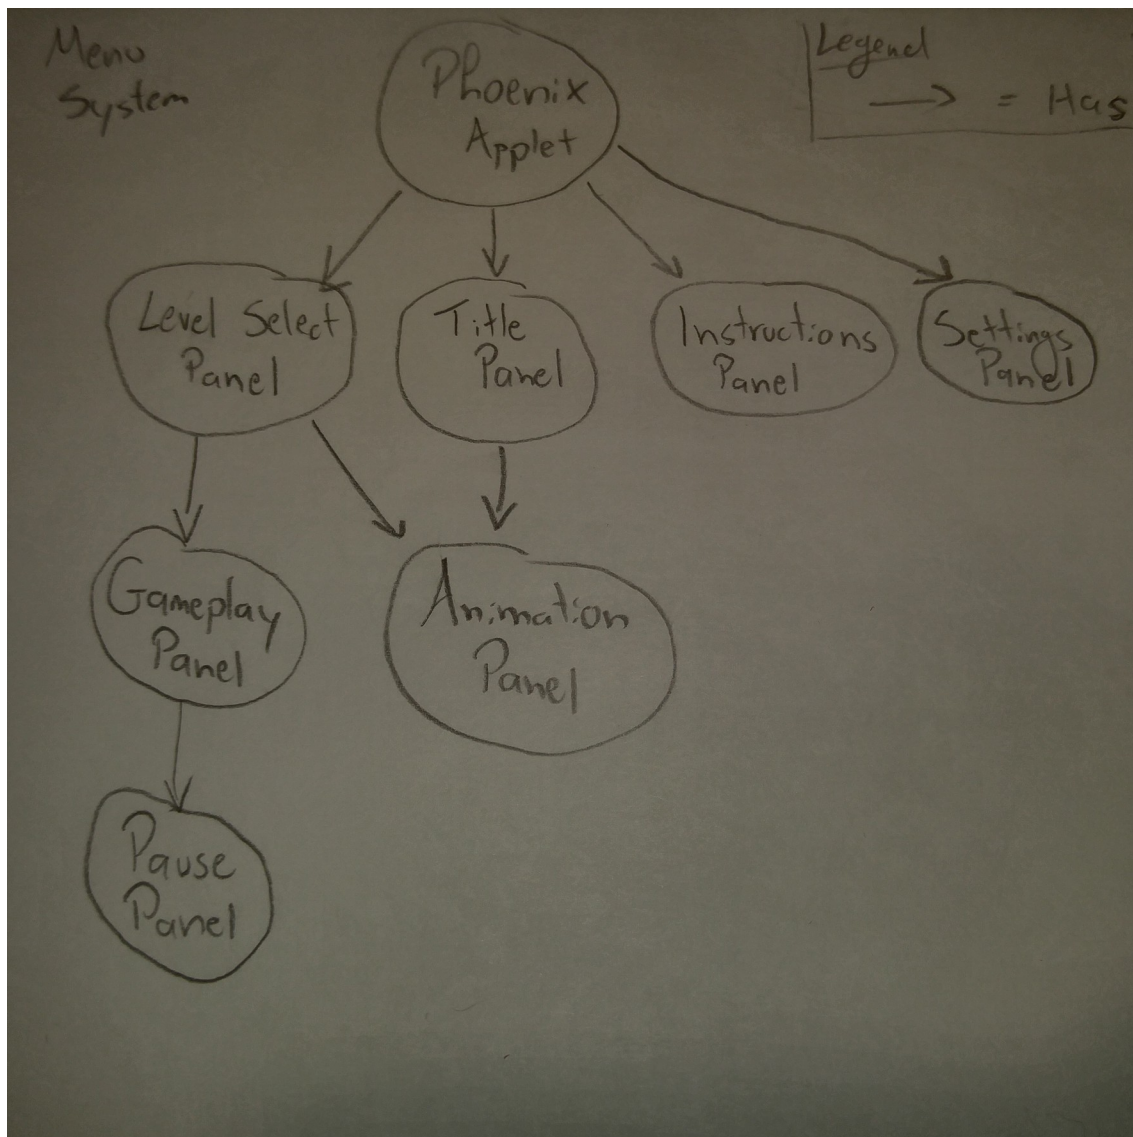 Menu
System
Phoenix
Applet
Legend
= Has
Level Select
Panel
Title
Panel
Instructions
Panel
Settings
Panel
Gameplay
Panel
Animation
Panel
Pause
Panel